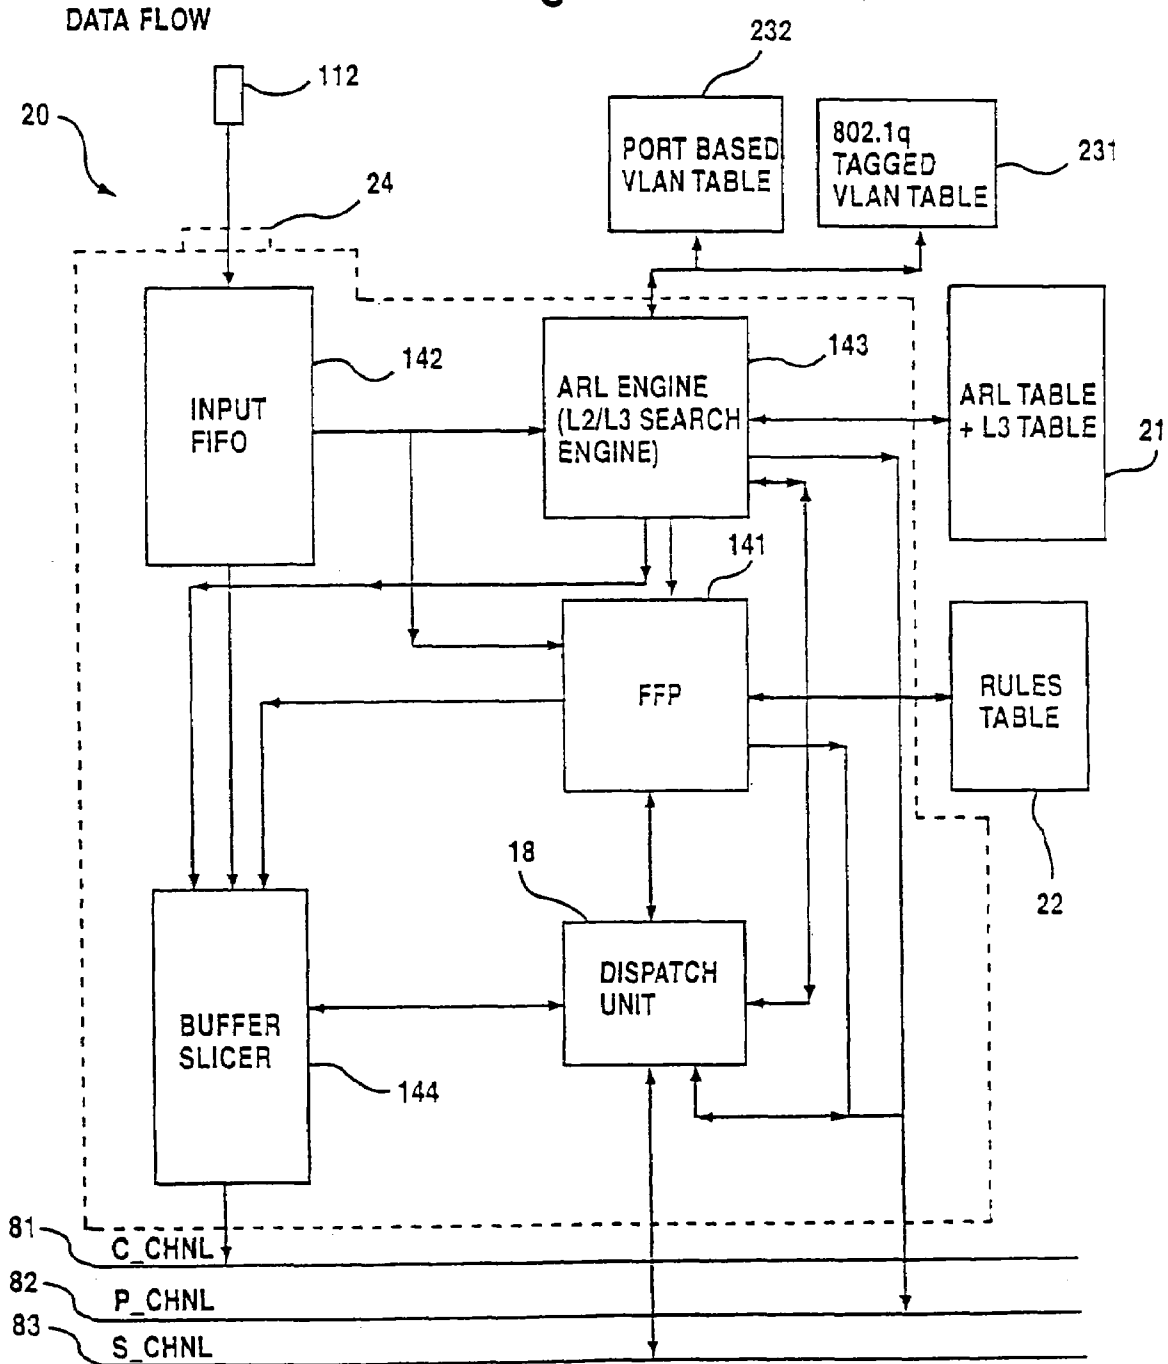 DATA FLOW
232
112
20
PORT BASED
VLAN TABLE
802.1q
TAGGED
VLAN TABLE
231
24
142
143
INPUT
FIFO
ARL ENGINE
(L2/L3 SEARCH
ENGINE)
ARL TABLE
+ L3 TABLE
21
141
FFP
RULES
TABLE
18
22
DISPATCH
UNIT
BUFFER
SLICER
144
81
C_CHNL
82
P_CHNL
83
S_CHNL